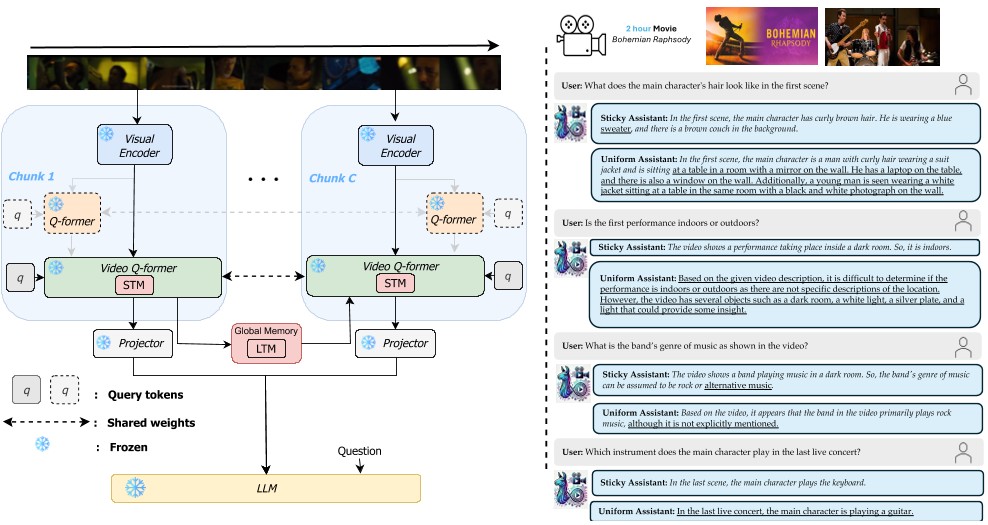 Visual
Encoder
Chunk 1
q
Q-former
q
Video Q-former
STM
Projector
• • •
Visual
Encoder
Chunk C
Q-former
q
Video Q-former
STM
q
Global Memory
LTM
Projector
q
q
: Query tokens
: Shared weights
: Frozen
Question
LLM
2 hour Movie
Bohemian Raphsody
BOHEMIAN
RHAPSODY
User: What does the main character's hair look like in the first scene?
Sticky Assistant: In the first scene, the main character has curly brown hair. He is wearing a blue
sweater, and there is a brown couch in the background.
Uniform Assistant: In the first scene, the main character is a man with curly hair wearing a suit
jacket and is sitting at a table in a room with a mirror on the wall. He has a laptop on the table,
and there is also a window on the wall. Additionally, a young man is seen wearing a white
jacket sitting at a table in the same room with a black and white photograph on the wall.
User: Is the first performance indoors or outdoors?
Sticky Assistant: The video shows a performance taking place inside a dark room. So, it is indoors.
Uniform Assistant: Based on the given video description, it is difficult to determine if the
performance is indoors or outdoors as there are not specific descriptions of the location.
However, the video has several objects such as a dark room, a white light, a silver plate, and a
light that could provide some insight.
User: What is the band's genre of music as shown in the video?
Sticky Assistant: The video shows a band playing music in a dark room. So, the band's genre of music
can be assumed to be rock or alternative music.
Uniform Assistant: Based on the video, it appears that the band in the video primarily plays rock
music, although it is not explicitly mentioned.
User: Which instrument does the main character play in the last live concert?
Sticky Assistant: In the last scene, the main character plays the keyboard.
Uniform Assistant: In the last live concert, the main character is playing a guitar.